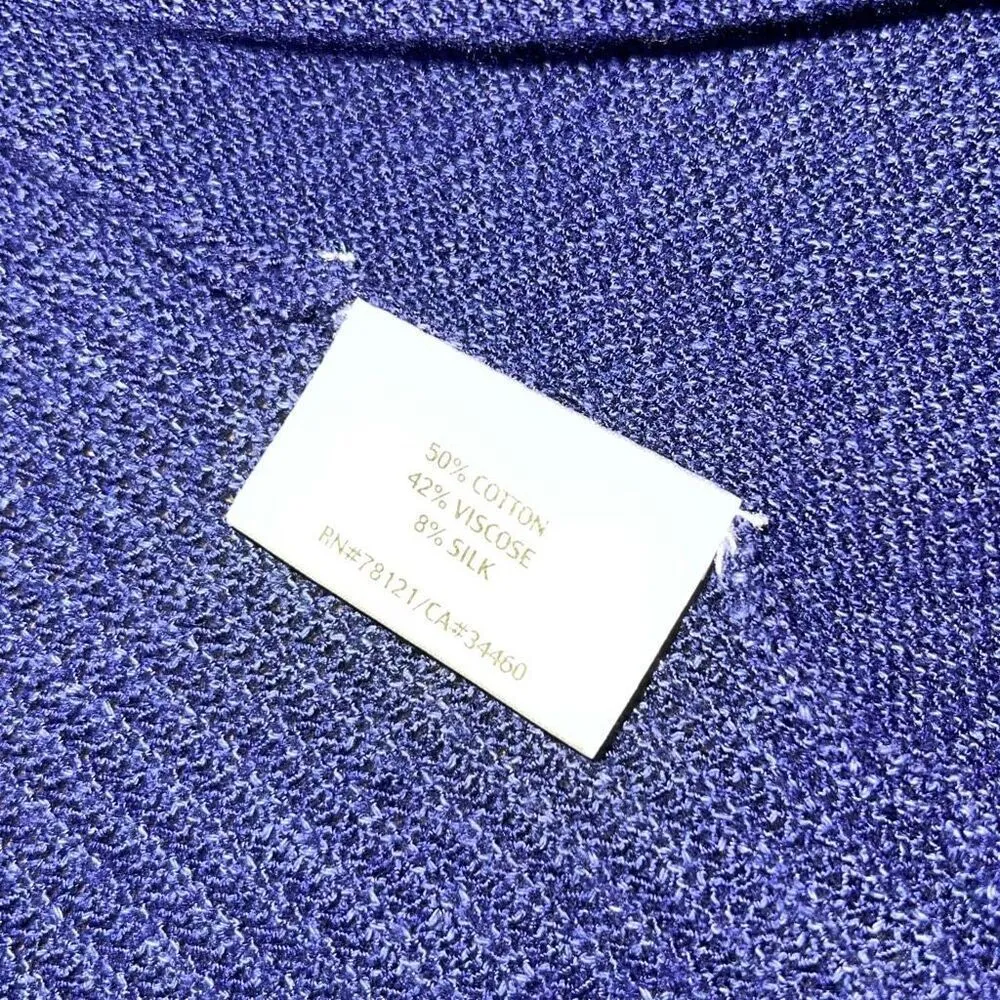 50% COTTON
42% VISCOSE
8% SILK
RN#78121/CA#34460